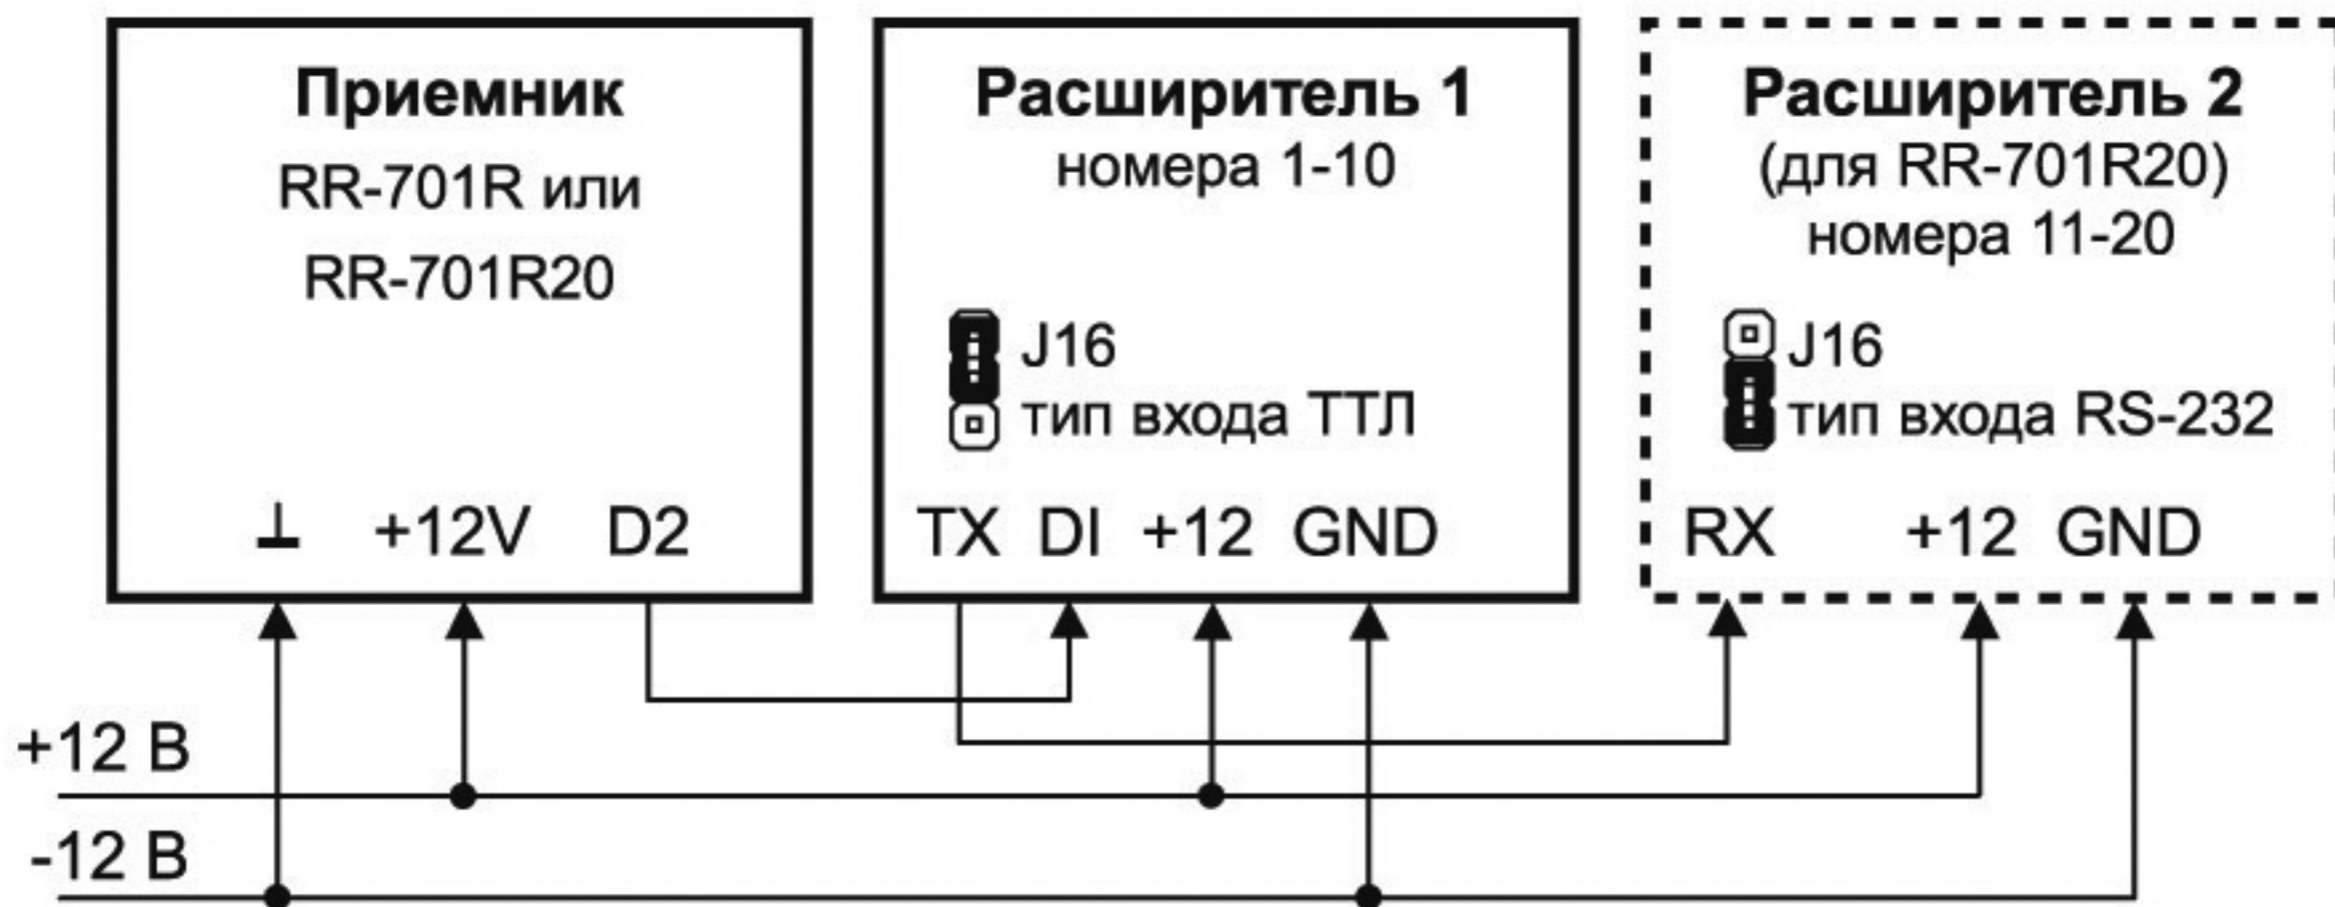 Приемник
RR-701R или
RR-701R20
⊥ +12V D2
Расширитель 1
номера 1-10
J16
тип входа ТТЛ
TX DI +12 GND
Расширитель 2
(для RR-701R20)
номера 11-20
J16
тип входа RS-232
RX +12 GND
+12 В
-12 В